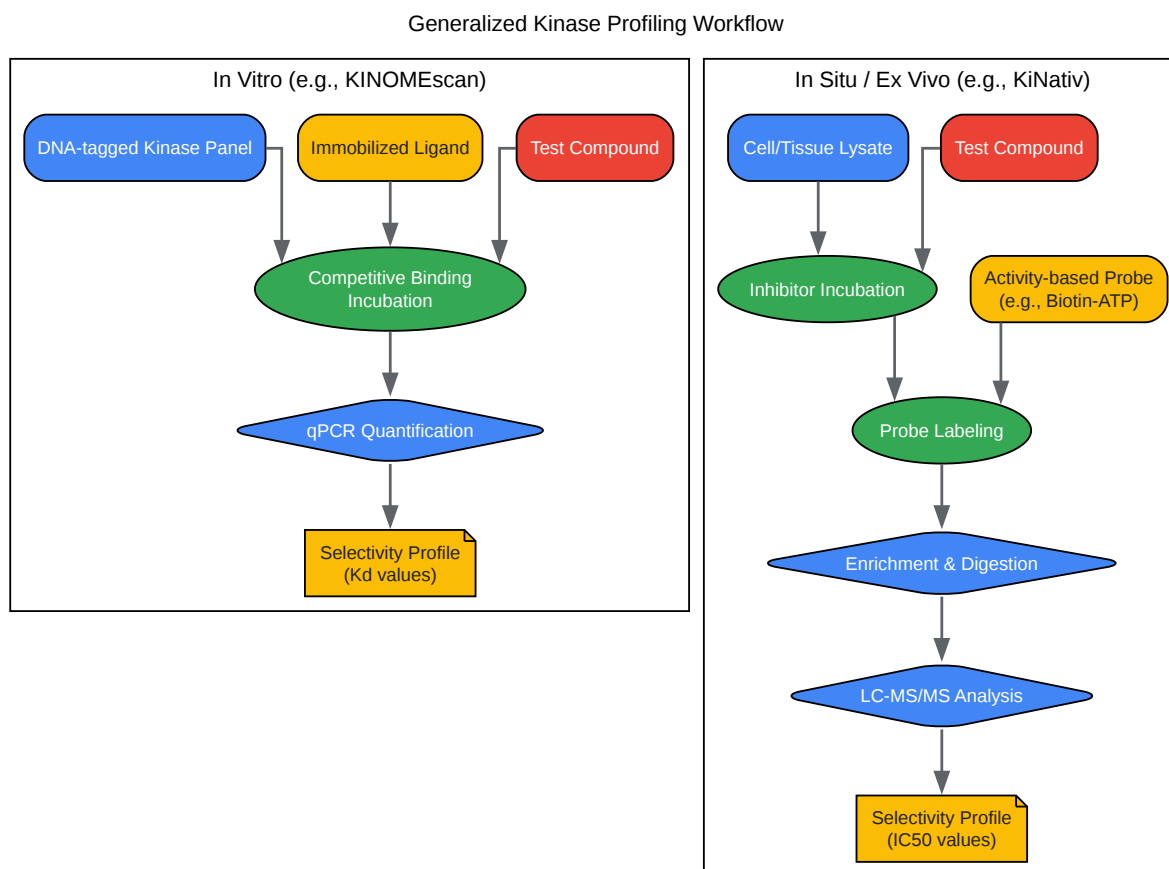 Generalized Kinase Profiling Workflow
In Vitro (e.g., KINOMEscan)
DNA-tagged Kinase Panel
Immobilized Ligand
Test Compound
Competitive Binding
Incubation
qPCR Quantification
Selectivity Profile
(Kd values)
In Situ / Ex Vivo (e.g., KiNativ)
Cell/Tissue Lysate
Test Compound
Inhibitor Incubation
Activity-based Probe
(e.g., Biotin-ATP)
Probe Labeling
Enrichment & Digestion
LC-MS/MS Analysis
Selectivity Profile
(IC50 values)